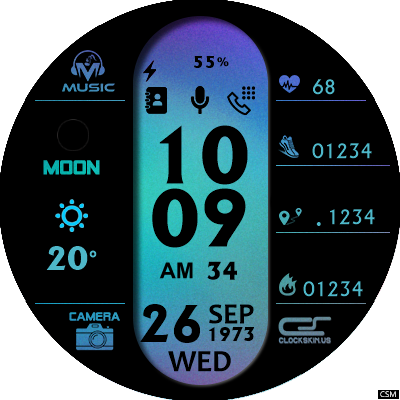 55%
MUSIC
68
10
MOON
01234
09
.1234
20°
AM 34
01234
CAMERA
26 SEP
1973
WED
CLOCKSKIN.US
CSM